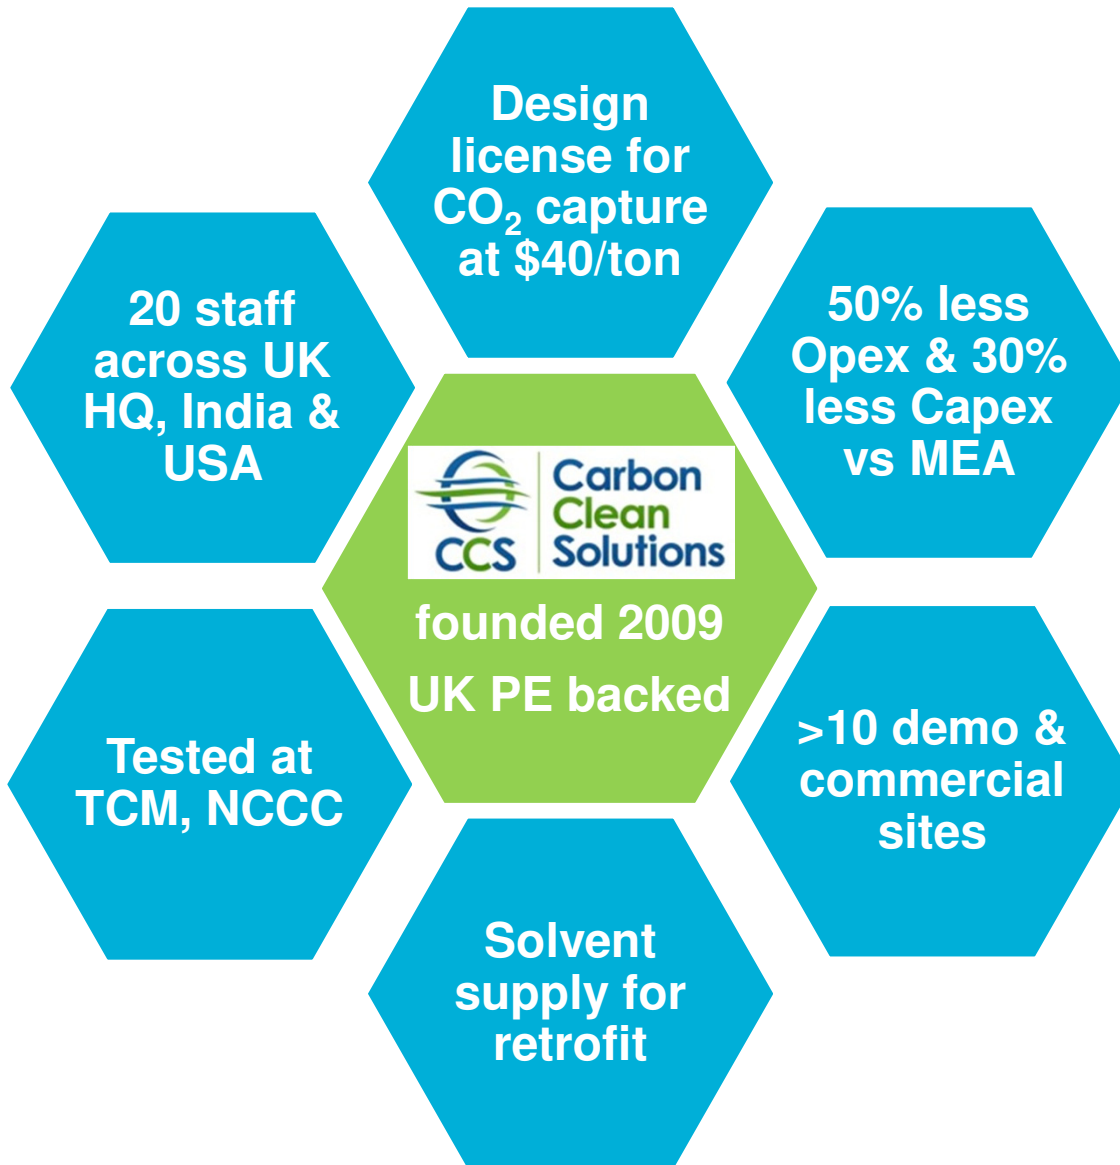 Design
license for
CO₂ capture
at $40/ton
20 staff
across UK
HQ, India &
USA
50% less
Opex & 30%
less Capex
vs MEA
CCS
Carbon
Clean
Solutions
founded 2009
UK PE backed
Tested at
TCM, NCCC
>10 demo &
commercial
sites
Solvent
supply for
retrofit